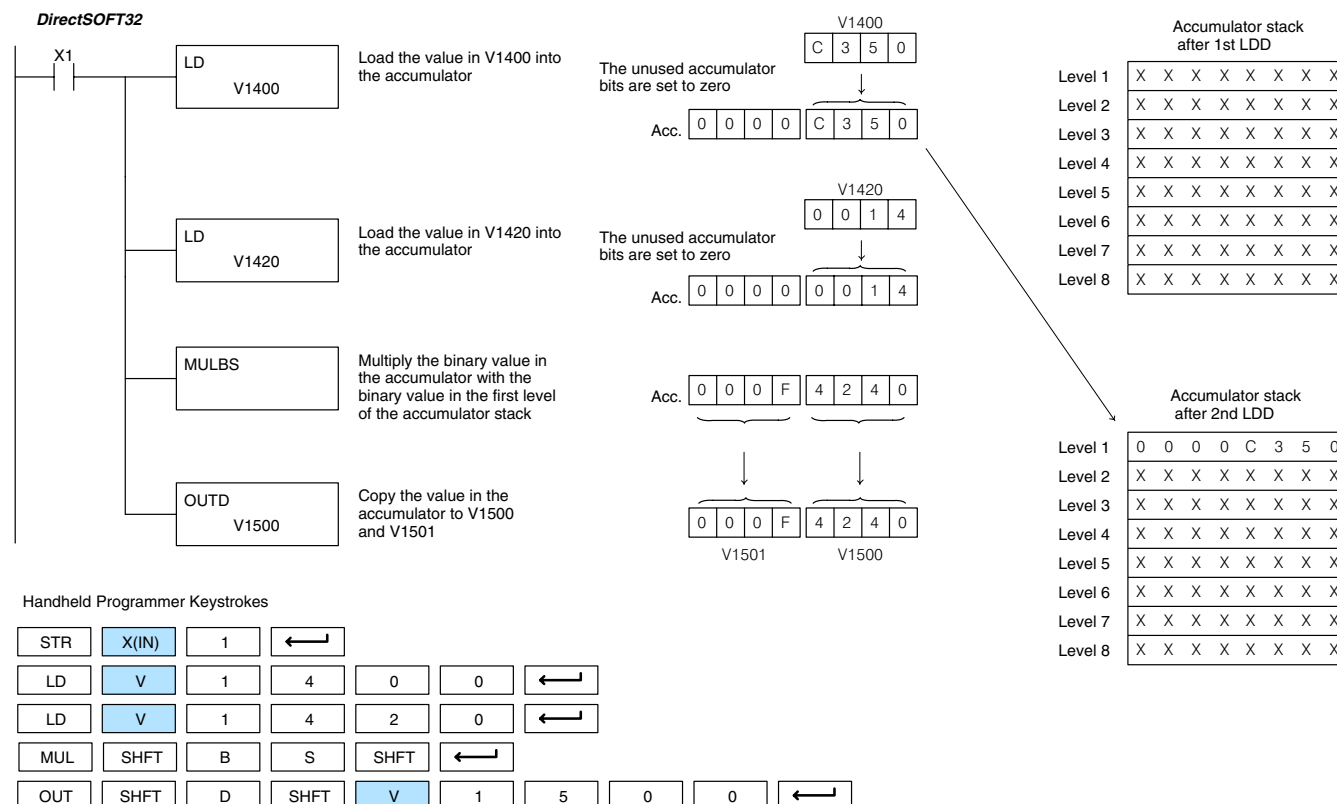 DirectSOFT32
X1
LD
V1400
Load the value in V1400 into
the accumulator
The unused accumulator
bits are set to zero
V1400
C 3 5 0
Acc. 0 0 0 0 C 3 5 0
LD
V1420
Load the value in V1420 into
the accumulator
The unused accumulator
bits are set to zero
V1420
0 0 1 4
Acc. 0 0 0 0 0 0 1 4
MULBS
Multiply the binary value in
the accumulator with the
binary value in the first level
of the accumulator stack
Acc. 0 0 0 F 4 2 4 0
OUTD
V1500
Copy the value in the
accumulator to V1500
and V1501
0 0 0 F 4 2 4 0
V1501 V1500
Accumulator stack
after 1st LDD
Level 1 X X X X X X X X
Level 2 X X X X X X X X
Level 3 X X X X X X X X
Level 4 X X X X X X X X
Level 5 X X X X X X X X
Level 6 X X X X X X X X
Level 7 X X X X X X X X
Level 8 X X X X X X X X
Accumulator stack
after 2nd LDD
Level 1 0 0 0 0 C 3 5 0
Level 2 X X X X X X X X
Level 3 X X X X X X X X
Level 4 X X X X X X X X
Level 5 X X X X X X X X
Level 6 X X X X X X X X
Level 7 X X X X X X X X
Level 8 X X X X X X X X
Handheld Programmer Keystrokes
STR X(IN) 1
LD V 1 4 0 0
LD V 1 4 2 0
MUL SHFT B S SHFT
OUT SHFT D SHFT V 1 5 0 0